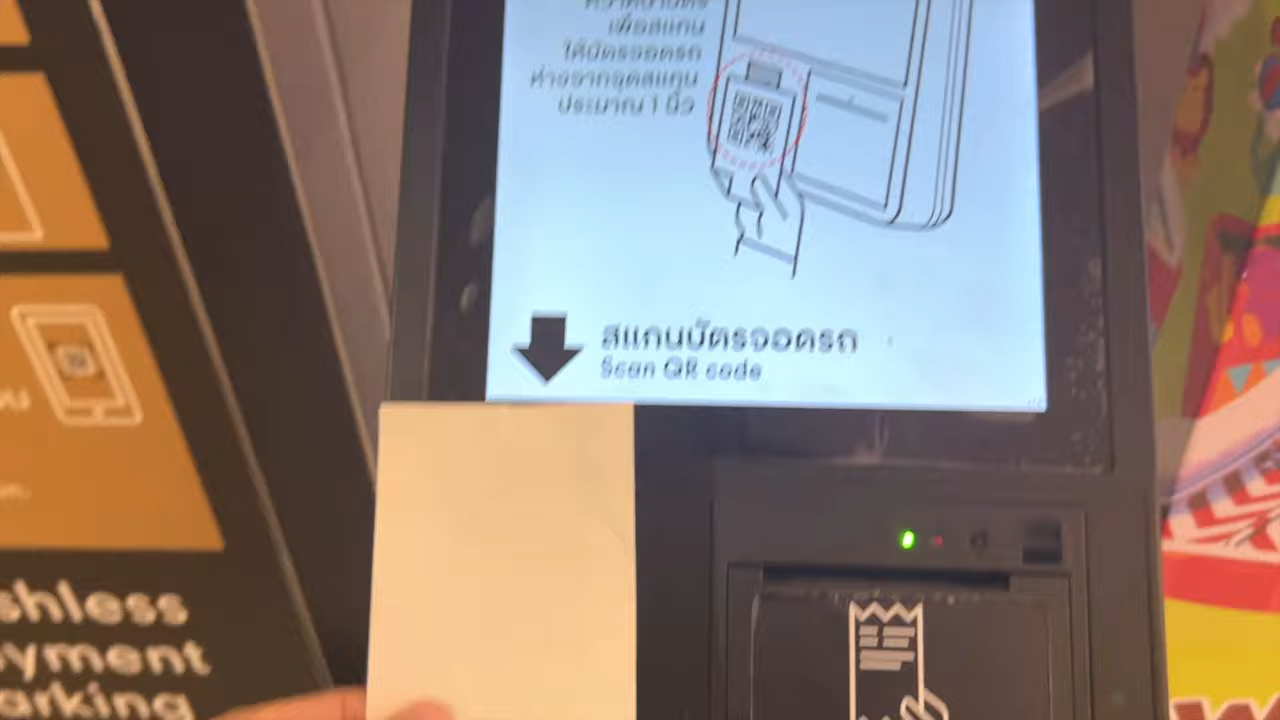 เพื่อสแกน
ให้บัตรจอดรถ
ห่างจากจุดสแกน
ประมาณ 1 นิ้ว
สแกนบัตรจอดรถ
Scan QR code
shless
yment
arking